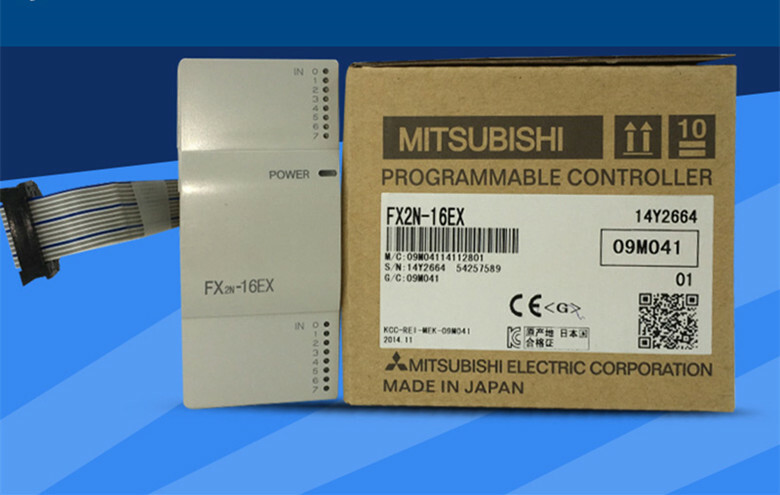 IN 0
1
2
3
4
5
6
7
POWER
FX2N-16EX
IN 0
1
2
3
4
5
6
7
MITSUBISHI
10
PROGRAMMABLE CONTROLLER
FX2N-16EX 14Y2664
M/C:09M04114112801
S/N:14Y2664 54257589
G/C:09M041
09M041
01
CE <G>
KCC-REI-MEK-09M041
2014.11
原产地 日本国
合格证
MITSUBISHI ELECTRIC CORPORATION
MADE IN JAPAN